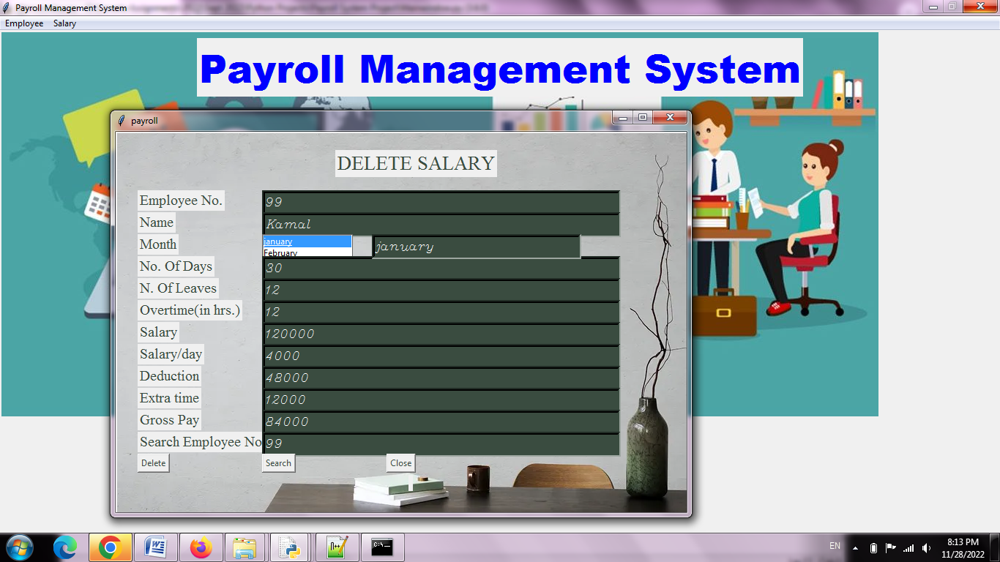 Payroll Management System
Employee Salary
Payroll Management System
payroll
DELETE SALARY
Employee No. 99
Name Kamal
Month january january
February
No. Of Days 30
N. Of Leaves 12
Overtime(in hrs.) 12
Salary 120000
Salary/day 4000
Deduction 48000
Extra time 12000
Gross Pay 84000
Search Employee No 99
Delete Search Close
EN 8:13 PM
11/28/2022